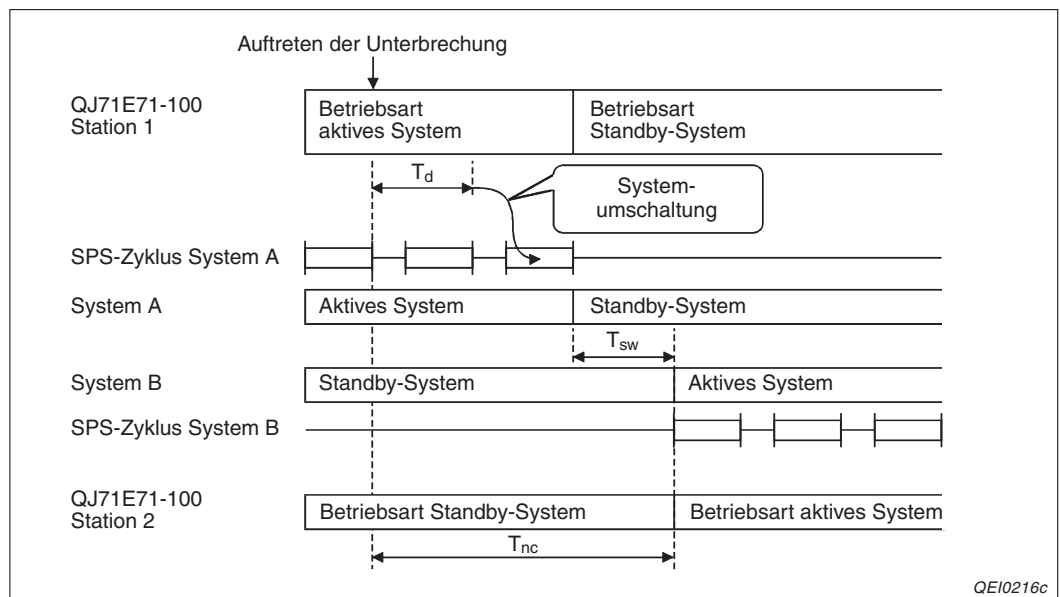 Auftreten der Unterbrechung
QJ71E71-100
Station 1
Betriebsart
aktives System
Betriebsart
Standby-System
Td
System-
umschaltung
SPS-Zyklus System A
System A
Aktives System
Standby-System
Tsw
System B
Standby-System
Aktives System
SPS-Zyklus System B
QJ71E71-100
Station 2
Betriebsart Standby-System
Betriebsart aktives System
Tnc
QEI0216c